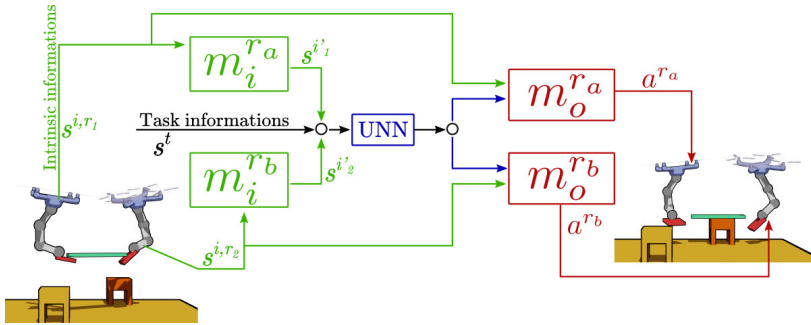 Intrinsic informations
s^{i,r_1}
m_i^{r_a}
s^{i'_1}
Task informations
s^t
UNN
m_i^{r_b}
s^{i'_2}
s^{i,r_2}
m_o^{r_a}
a^{r_a}
m_o^{r_b}
a^{r_b}